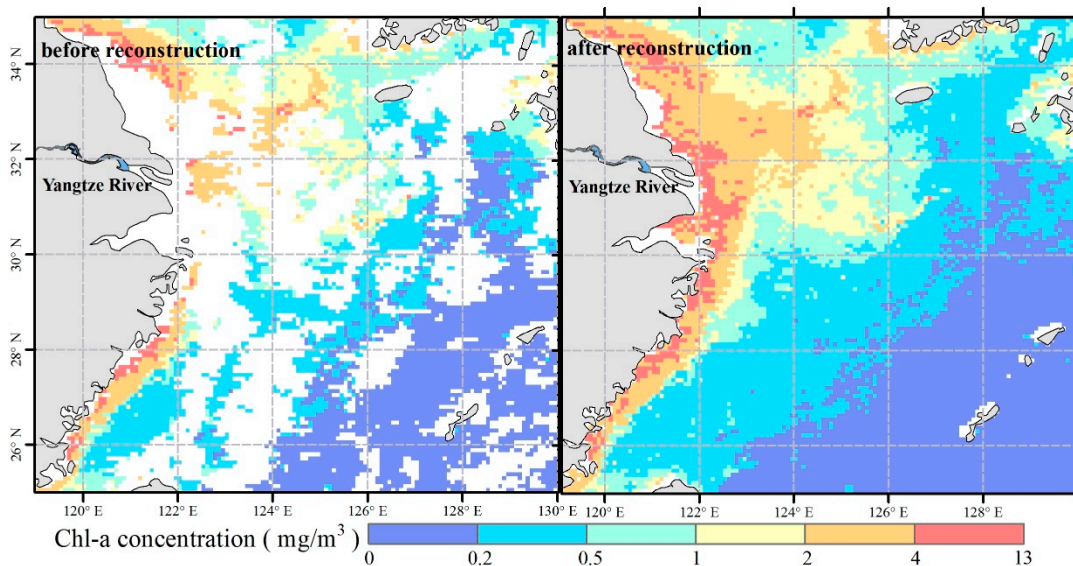 before reconstruction
after reconstruction
34° N
32° N
30° N
28° N
26° N
Yangtze River
Yangtze River
120° E
122° E
124° E
126° E
128° E
130° E
120° E
122° E
124° E
126° E
128° E
Chl-a concentration ( mg/m³ )
0
0.2
0.5
1
2
4
13